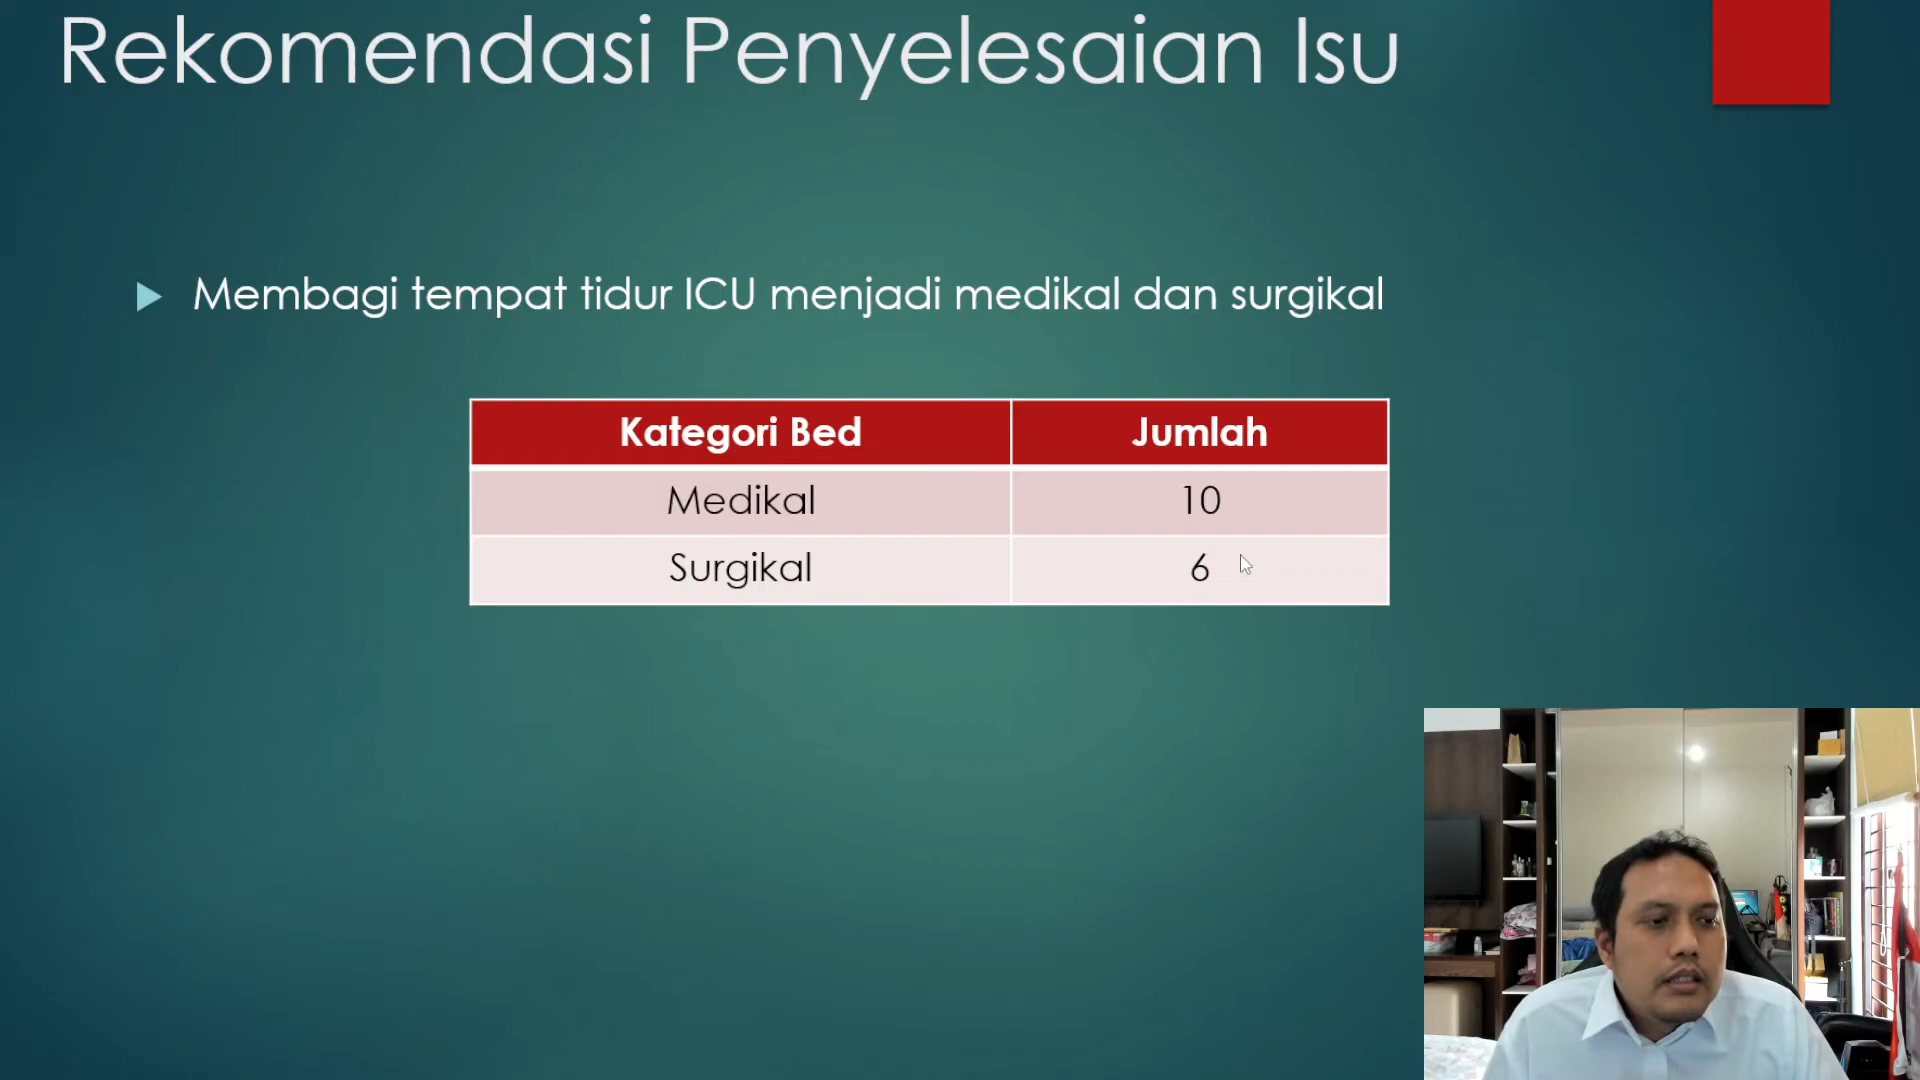 Rekomendasi Penyelesaian Isu
Membagi tempat tidur ICU menjadi medikal dan surgikal
Kategori Bed Jumlah
Medikal 10
Surgikal 6